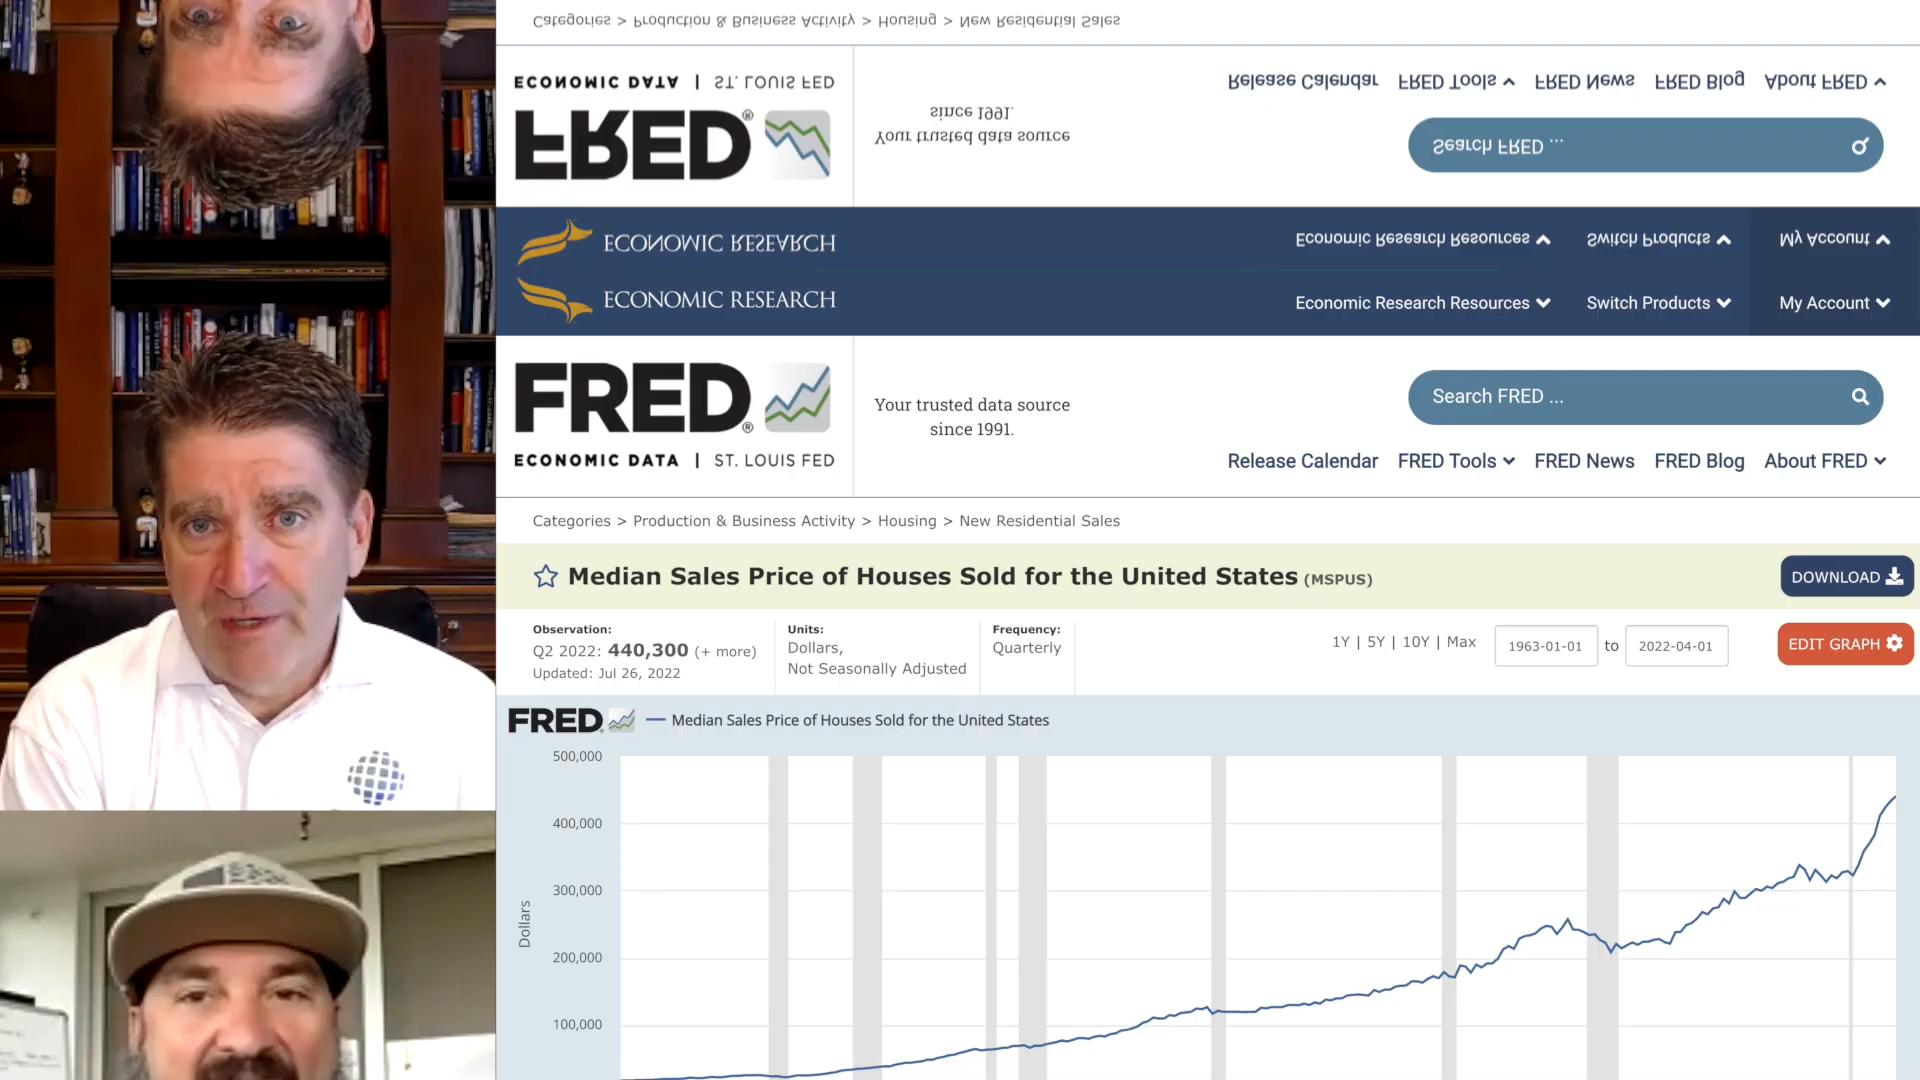 Categories > Production & Business Activity > Housing > New Residential Sales
ECONOMIC DATA | ST. LOUIS FED
FRED®
since 1991.
Your trusted data source
Release Calendar FRED Tools FRED News FRED Blog About FRED
Search FRED ...
ECONOMIC RESEARCH
Economic Research Resources Switch Products My Account
ECONOMIC RESEARCH
Economic Research Resources Switch Products My Account
FRED®
ECONOMIC DATA | ST. LOUIS FED
Your trusted data source
since 1991.
Search FRED ...
Release Calendar FRED Tools FRED News FRED Blog About FRED
Categories > Production & Business Activity > Housing > New Residential Sales
Median Sales Price of Houses Sold for the United States (MSPUS)
DOWNLOAD
Observation:
Q2 2022: 440,300 (+ more)
Updated: Jul 26, 2022
Units:
Dollars,
Not Seasonally Adjusted
Frequency:
Quarterly
1Y | 5Y | 10Y | Max
1963-01-01 to 2022-04-01
EDIT GRAPH
FRED Median Sales Price of Houses Sold for the United States
500,000
400,000
300,000
200,000
100,000
Dollars